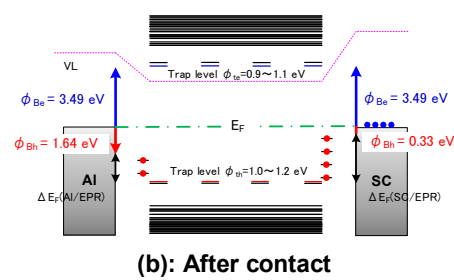 VL
Trap level ϕte=0.9～1.1 eV
ϕBe = 3.49 eV
ϕBe = 3.49 eV
EF
ϕBh = 1.64 eV
ϕBh = 0.33 eV
Al
Trap level ϕth=1.0～1.2 eV
SC
ΔEF(Al/EPR)
ΔEF(SC/EPR)
(b): After contact